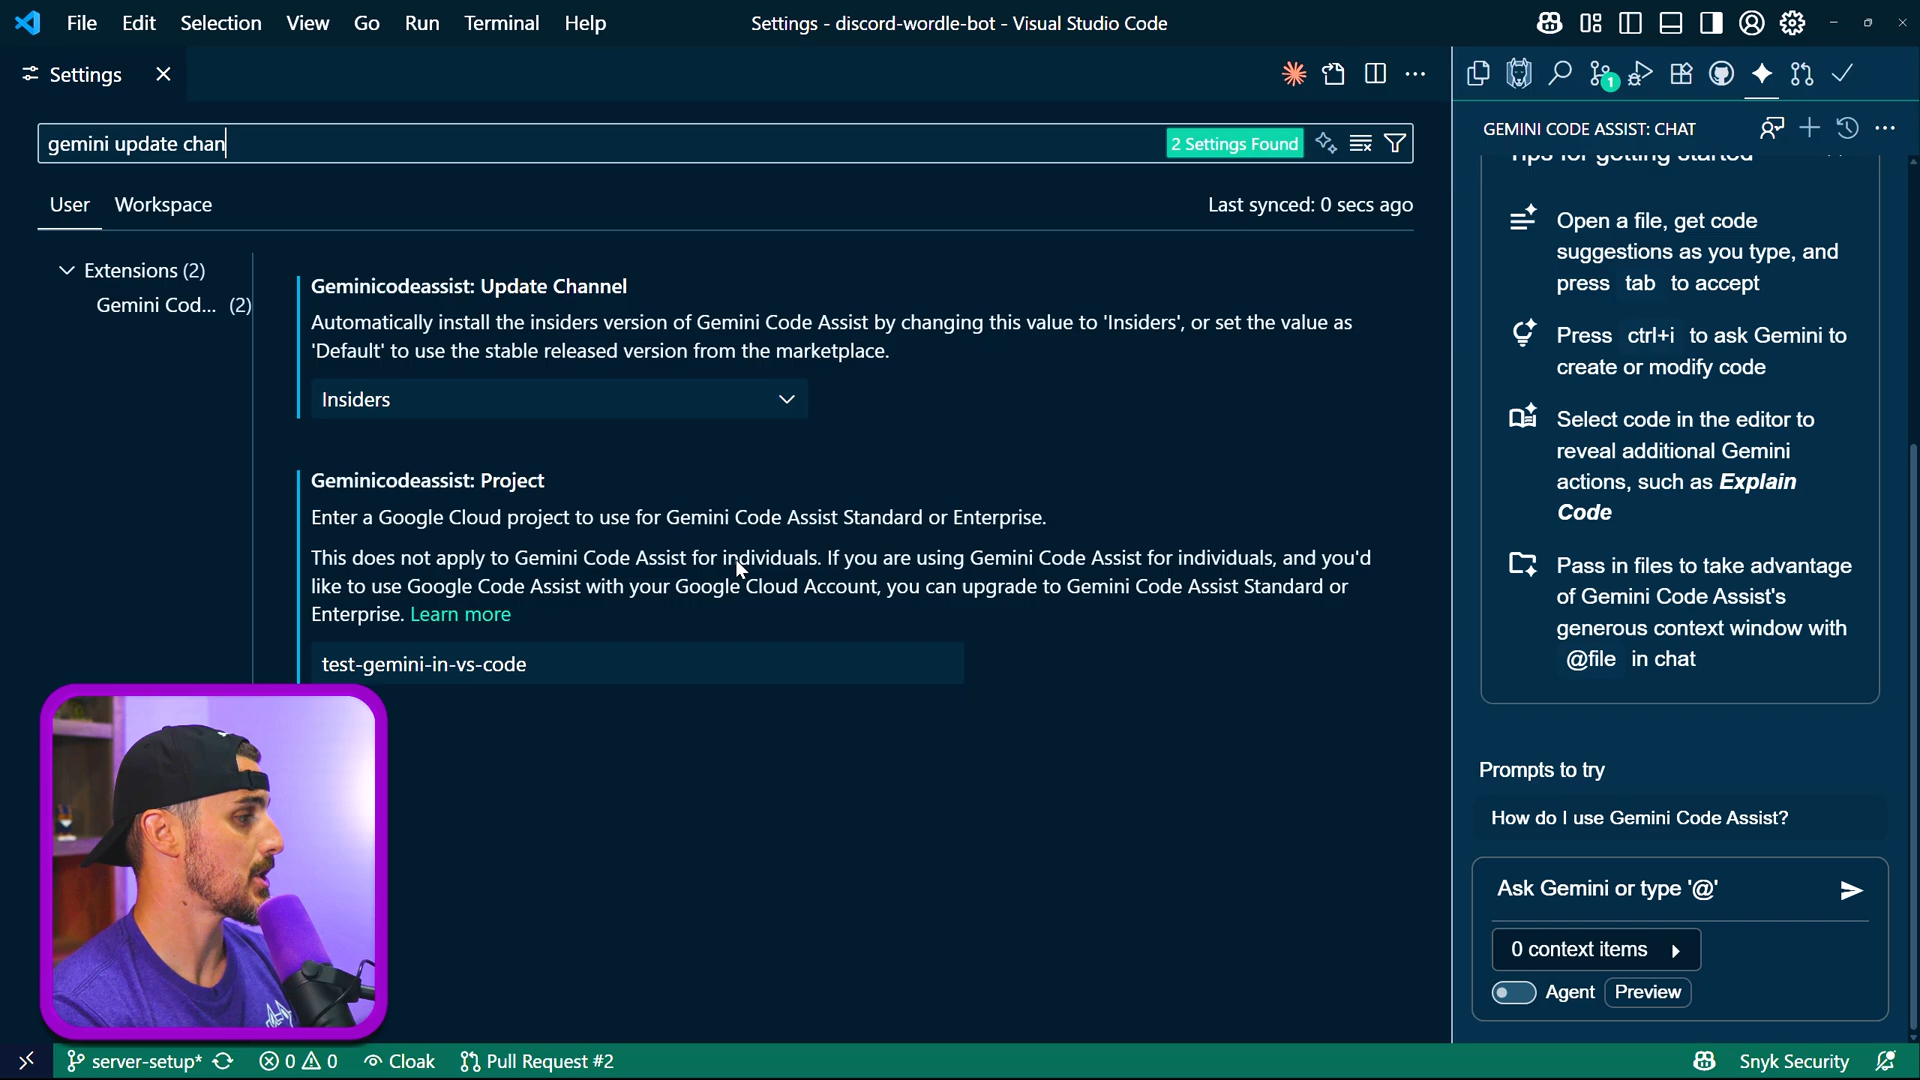 File Edit Selection View Go Run Terminal Help
Settings - discord-wordle-bot - Visual Studio Code
Settings
gemini update chan
2 Settings Found
User Workspace
Last synced: 0 secs ago
Extensions (2)
Gemini Cod... (2)
Geminicodeassist: Update Channel
Automatically install the insiders version of Gemini Code Assist by changing this value to 'Insiders', or set the value as
'Default' to use the stable released version from the marketplace.
Insiders
Geminicodeassist: Project
Enter a Google Cloud project to use for Gemini Code Assist Standard or Enterprise.
This does not apply to Gemini Code Assist for individuals. If you are using Gemini Code Assist for individuals, and you'd
like to use Google Code Assist with your Google Cloud Account, you can upgrade to Gemini Code Assist Standard or
Enterprise. Learn more
test-gemini-in-vs-code
1
GEMINI CODE ASSIST: CHAT
Tips for getting started
Open a file, get code
suggestions as you type, and
press tab to accept
Press ctrl+i to ask Gemini to
create or modify code
Select code in the editor to
reveal additional Gemini
actions, such as Explain
Code
Pass in files to take advantage
of Gemini Code Assist's
generous context window with
@file in chat
Prompts to try
How do I use Gemini Code Assist?
Ask Gemini or type '@'
0 context items
Agent Preview
server-setup* 0 0 Cloak Pull Request #2
Snyk Security